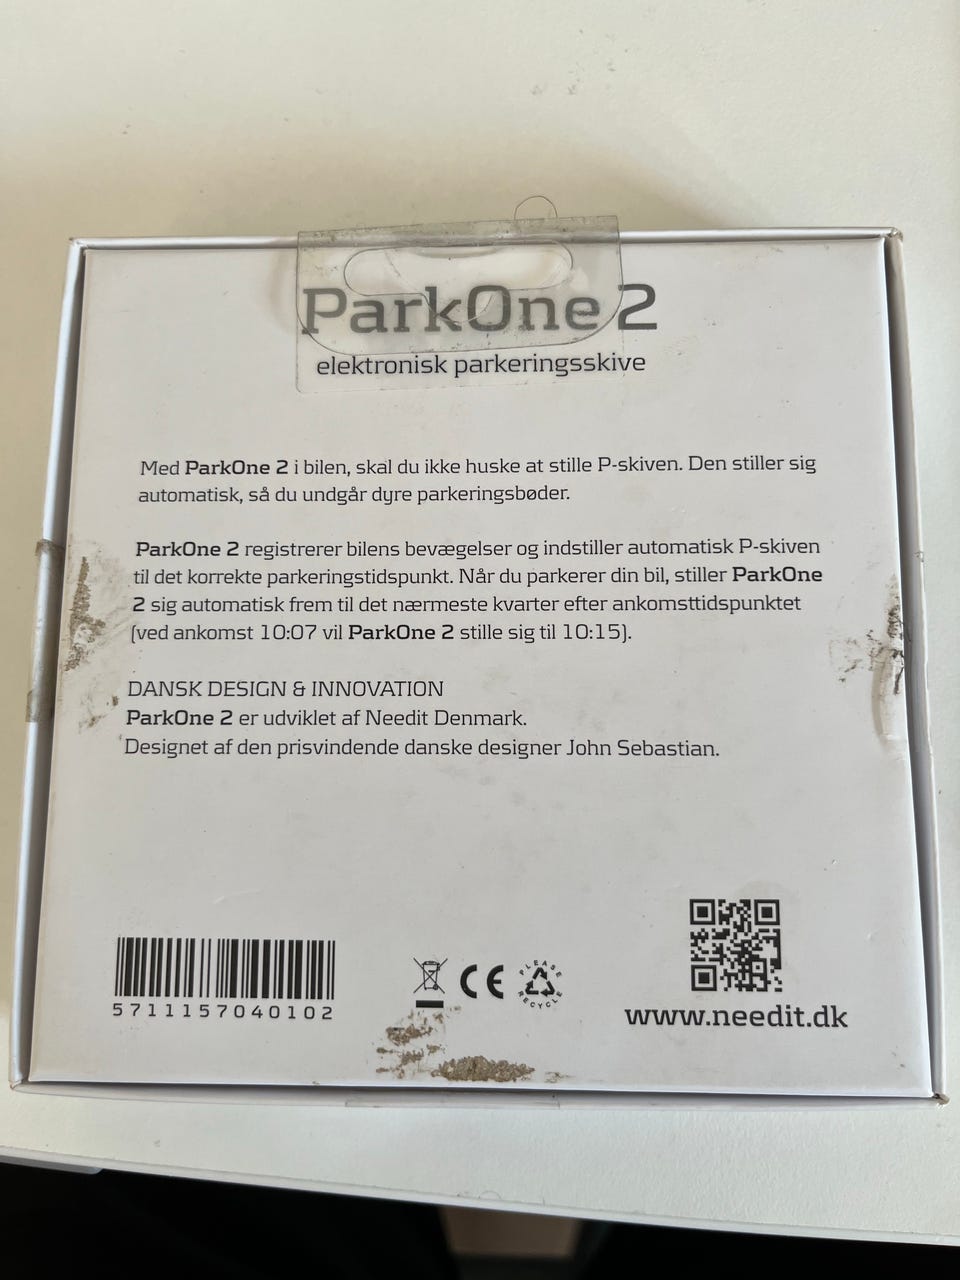 ParkOne 2
elektronisk parkeringsskive
Med ParkOne 2 i bilen, skal du ikke huske at stille P-skiven. Den stiller sig
automatisk, så du undgår dyre parkeringsbøder.
ParkOne 2 registrerer bilens bevægelser og indstiller automatisk P-skiven
til det korrekte parkeringstidspunkt. Når du parkerer din bil, stiller ParkOne
2 sig automatisk frem til det nærmeste kvarter efter ankomsttidspunktet
(ved ankomst 10:07 vil ParkOne 2 stille sig til 10:15).
DANSK DESIGN & INNOVATION
ParkOne 2 er udviklet af Needit Denmark.
Designet af den prisvindende danske designer John Sebastian.
5711157040102
CE
PLEASE
RECYCLE
www.needit.dk